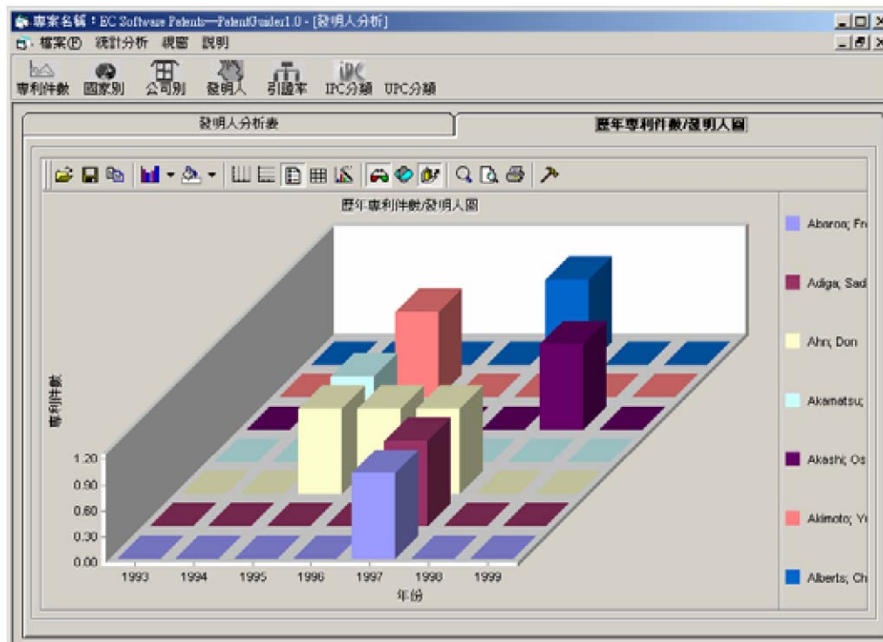 專案名稱：EC Software Patents—PatentGuider1.0 - [發明人分析]
檔案(F) 統計分析 視窗 說明
專利件數 國家別 公司別 發明人 引證率 IPC分類 UPC分類
發明人分析表 歷年專利件數/發明人圖
歷年專利件數/發明人圖
專利件數
1.20
0.90
0.60
0.30
0.00
1993 1994 1995 1996 1997 1998 1999
年份
Abaron; Fr
Adiga; Sad
Ahn; Don
Akamatsu;
Akashi; Os
Akimoto; Yu
Alberts; Ch